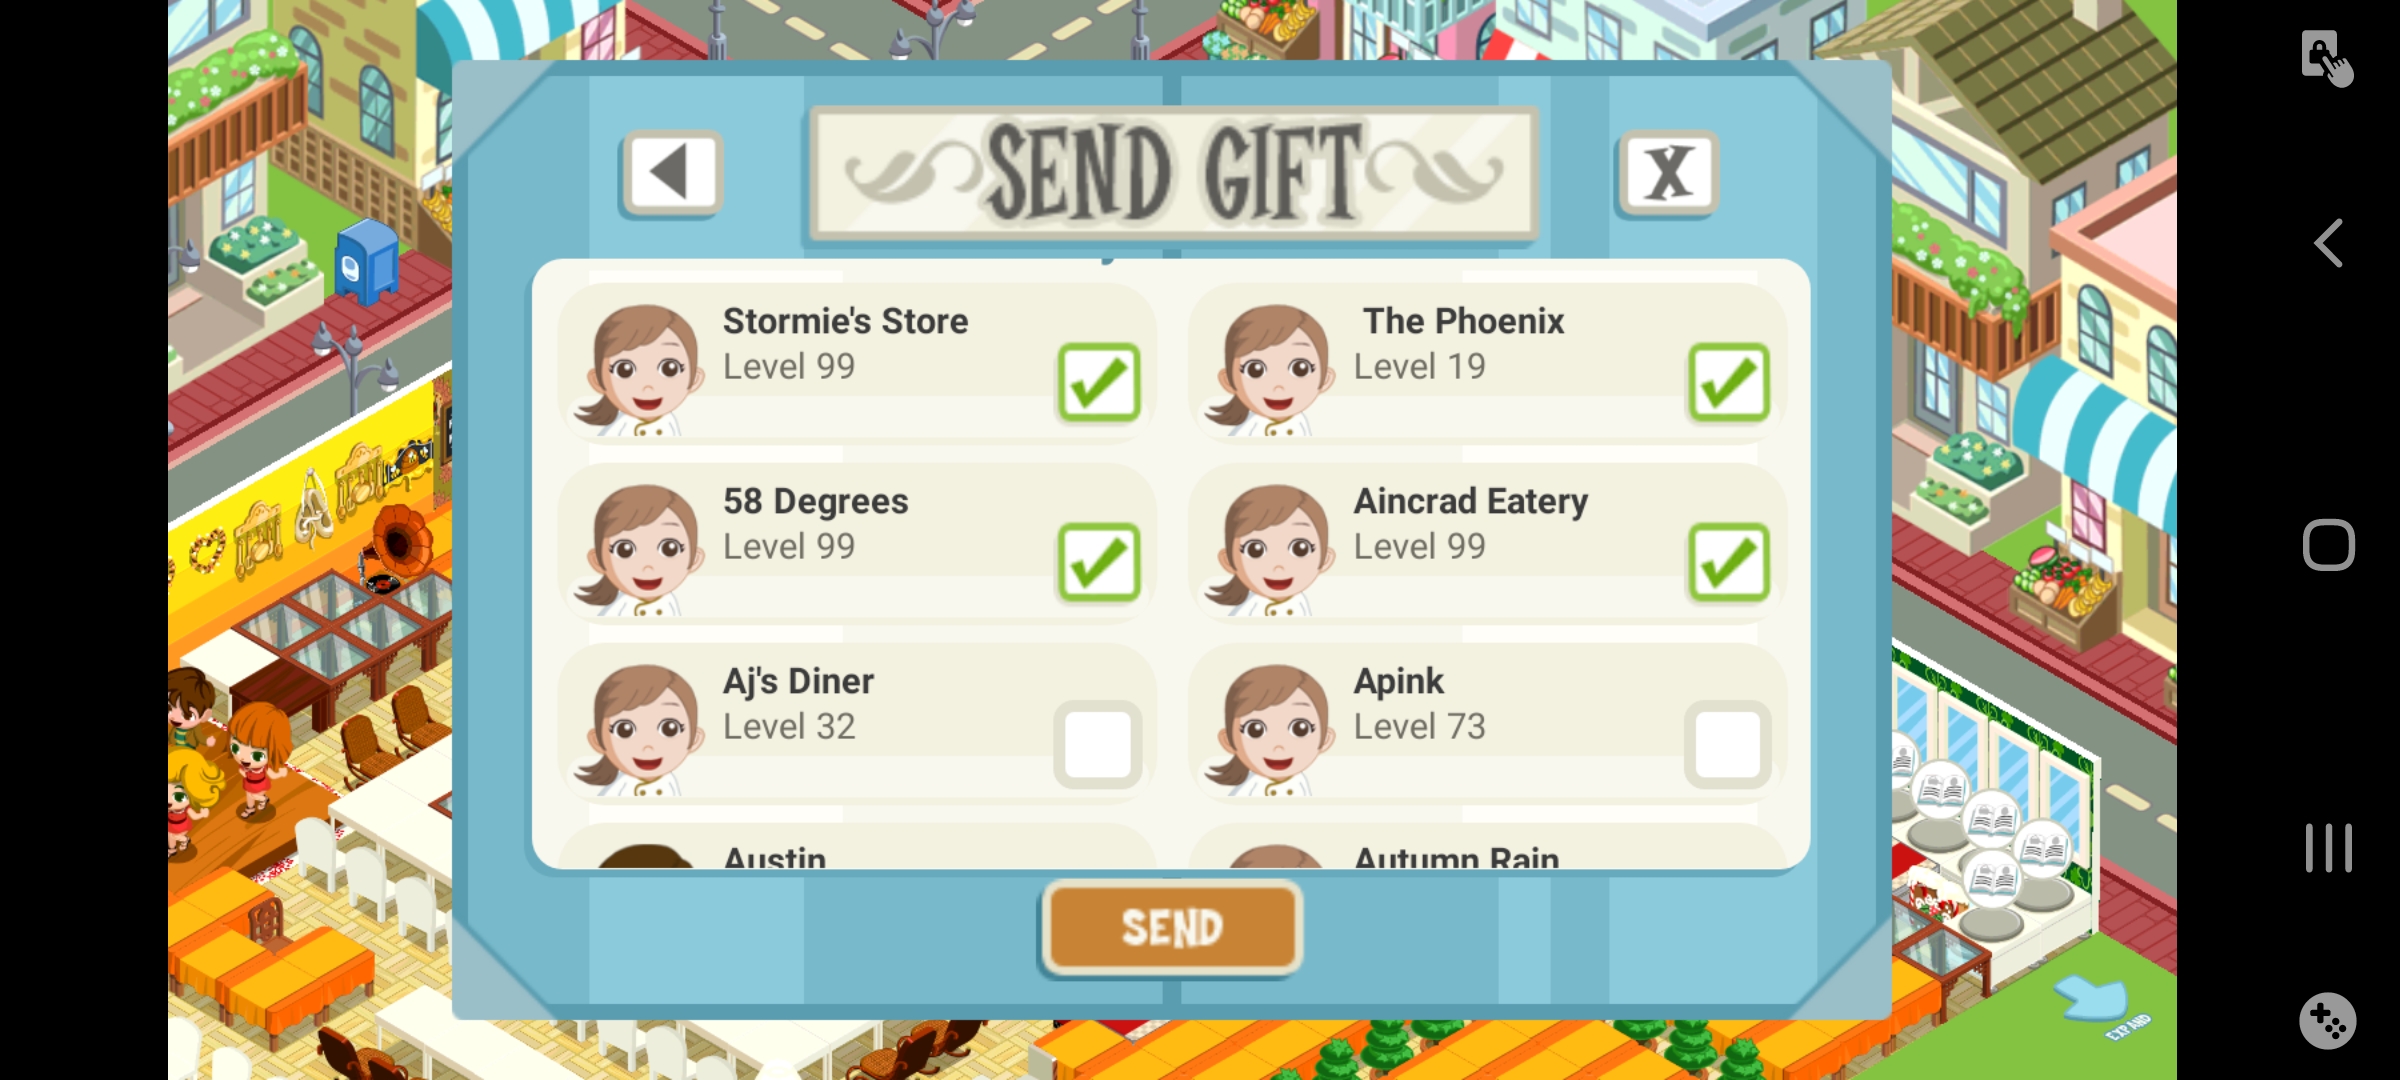 SEND GIFT
X
Stormie's Store
Level 99
The Phoenix
Level 19
58 Degrees
Level 99
Aincrad Eatery
Level 99
Aj's Diner
Level 32
Apink
Level 73
Austin
Autumn Rain
SEND
EXPAND